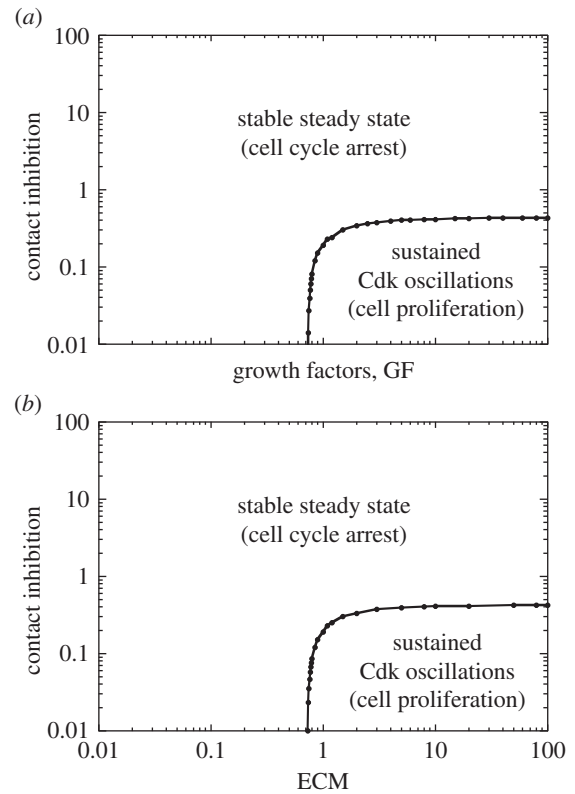 (a)
100
10
1
0.1
0.01
contact inhibition
stable steady state
(cell cycle arrest)
sustained
Cdk oscillations
(cell proliferation)
growth factors, GF
(b)
100
10
1
0.1
0.01
contact inhibition
stable steady state
(cell cycle arrest)
sustained
Cdk oscillations
(cell proliferation)
0.01 0.1 1 10 100
ECM